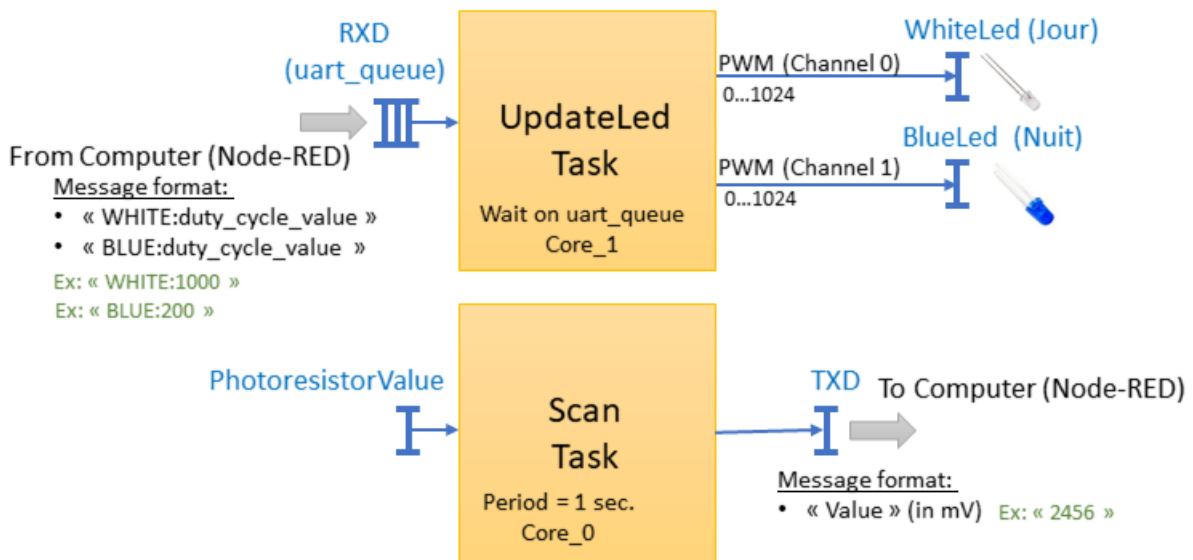 RXD
(uart_queue)
From Computer (Node-RED)
Message format:
• « WHITE:duty_cycle_value »
• « BLUE:duty_cycle_value »
Ex: « WHITE:1000 »
Ex: « BLUE:200 »
UpdateLed
Task
Wait on uart_queue
Core_1
WhiteLed (Jour)
PWM (Channel 0)
0...1024
BlueLed (Nuit)
PWM (Channel 1)
0...1024
PhotoresistorValue
Scan
Task
Period = 1 sec.
Core_0
TXD
To Computer (Node-RED)
Message format:
• « Value » (in mV) Ex: « 2456 »